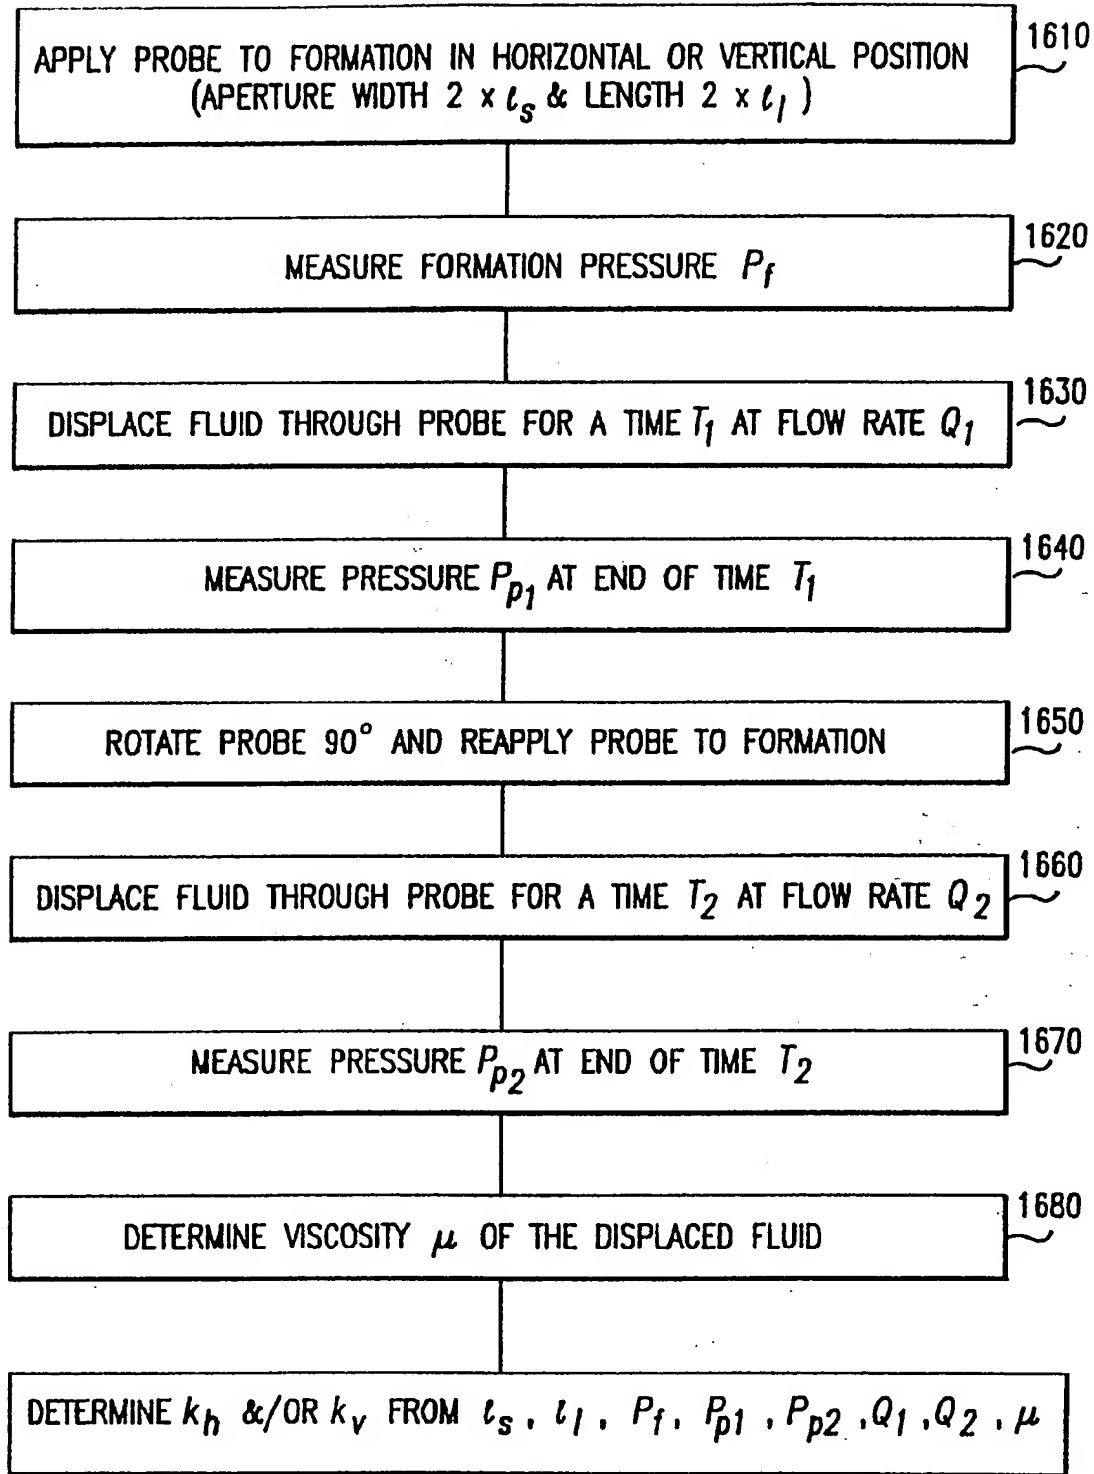 APPLY PROBE TO FORMATION IN HORIZONTAL OR VERTICAL POSITION
(APERTURE WIDTH 2 x ℓs & LENGTH 2 x ℓl)
1610
MEASURE FORMATION PRESSURE Pf
1620
DISPLACE FLUID THROUGH PROBE FOR A TIME T1 AT FLOW RATE Q1
1630
MEASURE PRESSURE Pp1 AT END OF TIME T1
1640
ROTATE PROBE 90° AND REAPPLY PROBE TO FORMATION
1650
DISPLACE FLUID THROUGH PROBE FOR A TIME T2 AT FLOW RATE Q2
1660
MEASURE PRESSURE Pp2 AT END OF TIME T2
1670
DETERMINE VISCOSITY μ OF THE DISPLACED FLUID
1680
DETERMINE kh &/OR kv FROM ℓs, ℓl, Pf, Pp1, Pp2, Q1, Q2, μ